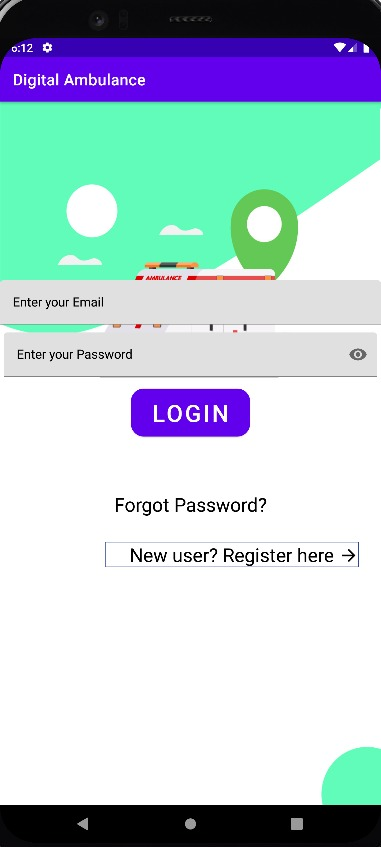 6:12
Digital Ambulance
AMBULANCE
Enter your Email
Enter your Password
LOGIN
Forgot Password?
New user? Register here